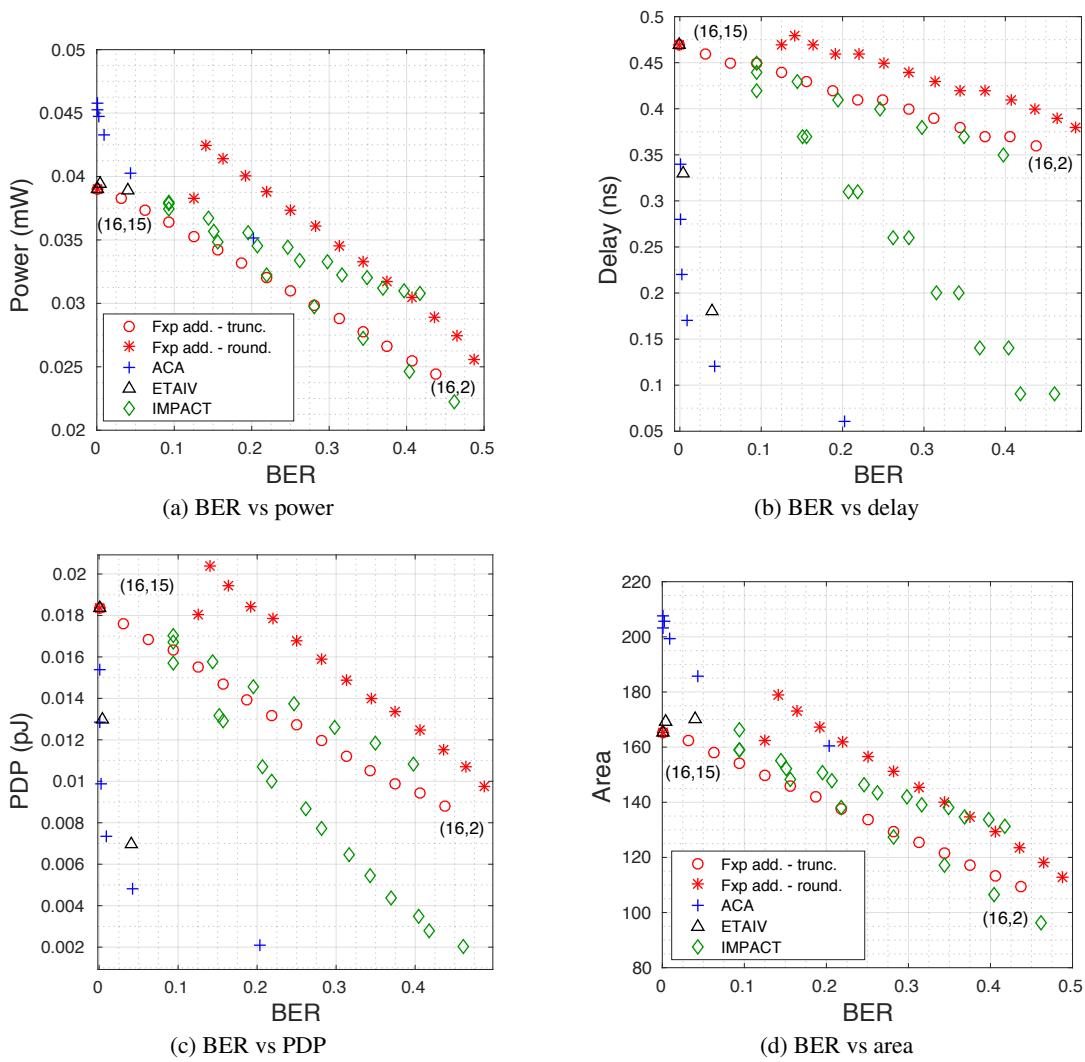 0.05
0.045
0.04
0.035
0.03
0.025
0.02
Power (mW)
(16,15)
(16,2)
Fxp add. - trunc.
Fxp add. - round.
ACA
ETAIV
IMPACT
0 0.1 0.2 0.3 0.4 0.5
BER
(a) BER vs power
0.5
0.45
0.4
0.35
0.3
0.25
0.2
0.15
0.1
0.05
Delay (ns)
(16,15)
(16,2)
0 0.1 0.2 0.3 0.4
BER
(b) BER vs delay
0.02
0.018
0.016
0.014
0.012
0.01
0.008
0.006
0.004
0.002
PDP (pJ)
(16,15)
(16,2)
0 0.1 0.2 0.3 0.4
BER
(c) BER vs PDP
220
200
180
160
140
120
100
80
Area
(16,15)
(16,2)
Fxp add. - trunc.
Fxp add. - round.
ACA
ETAIV
IMPACT
0 0.1 0.2 0.3 0.4 0.5
BER
(d) BER vs area